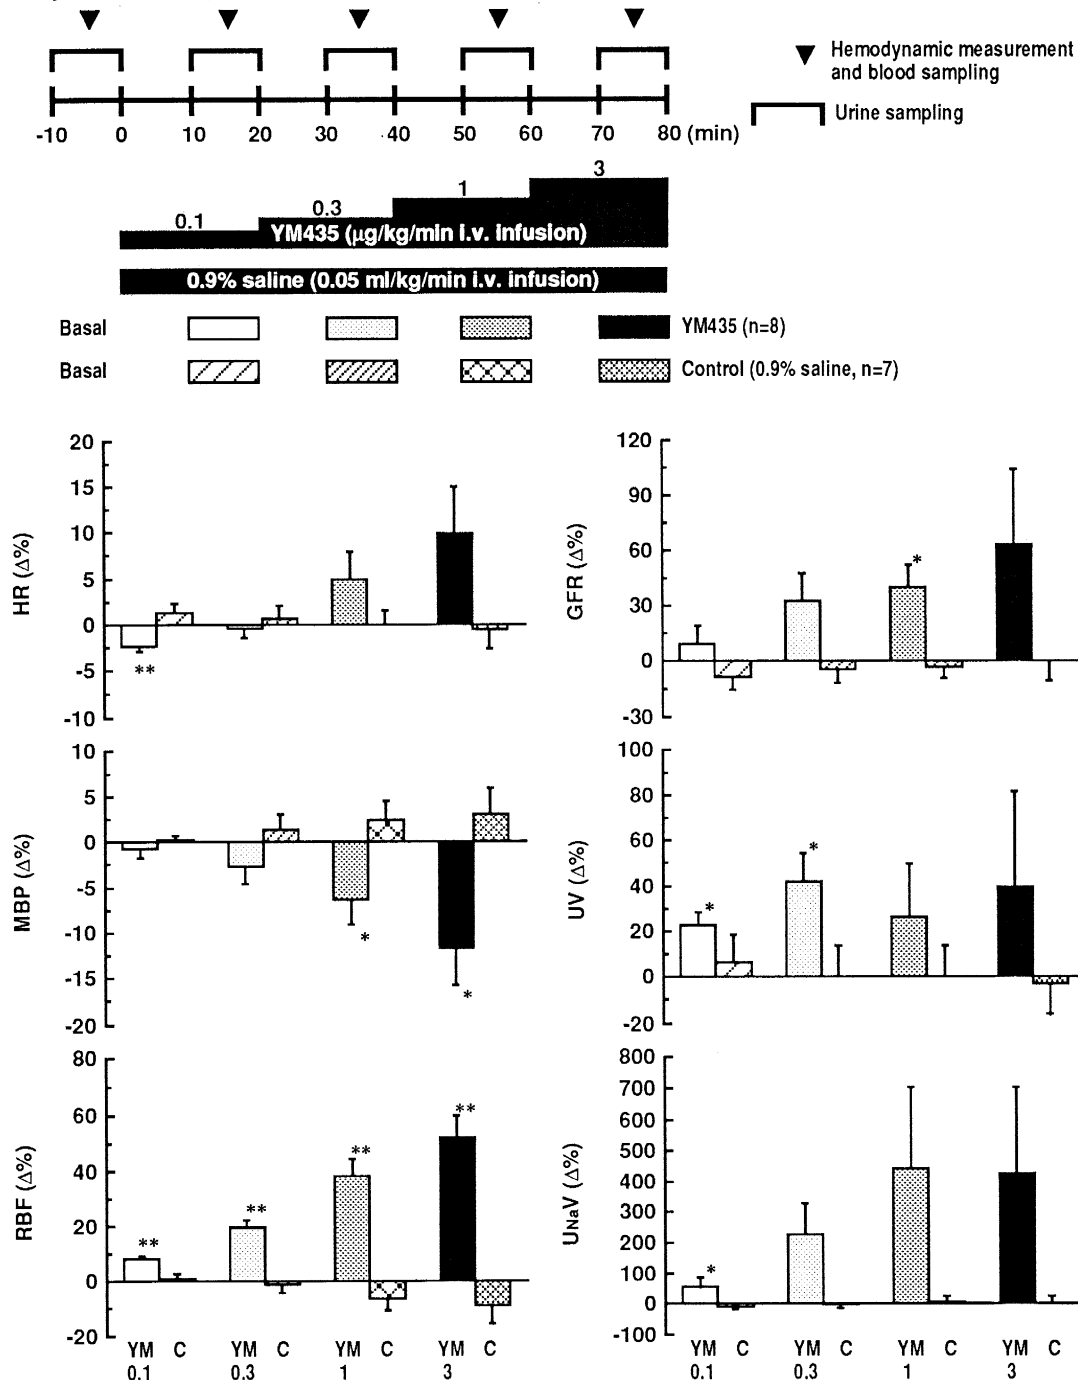 Hemodynamic measurement
and blood sampling
Urine sampling
-10 0 10 20 30 40 50 60 70 80 (min)
0.1 0.3 1 3
YM435 (µg/kg/min i.v. infusion)
0.9% saline (0.05 ml/kg/min i.v. infusion)
Basal YM435 (n=8)
Basal Control (0.9% saline, n=7)
HR (Δ%)
20
15
10
5
0
-5
-10
**
GFR (Δ%)
120
90
60
30
0
-30
*
MBP (Δ%)
10
5
0
-5
-10
-15
-20
*
*
UV (Δ%)
100
80
60
40
20
0
-20
*
*
RBF (Δ%)
80
60
40
20
0
-20
**
**
**
**
YM C YM C YM C YM C
0.1 0.3 1 3
UNaV (Δ%)
800
700
600
500
400
300
200
100
0
-100
*
YM C YM C YM C YM C
0.1 0.3 1 3